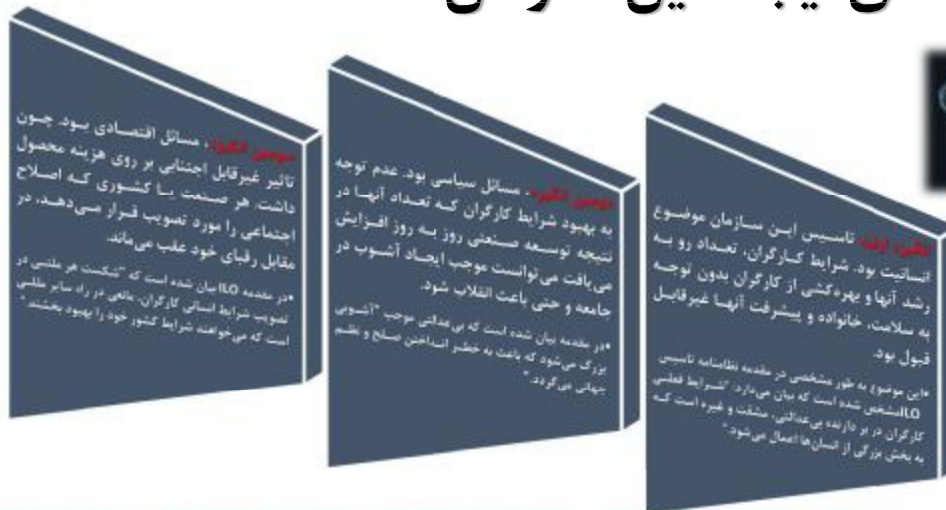 انگیزه اولیه تاسیس این سازمان موضوع
انسانیت بود. شرایط کارگران، تعداد رو به
رشد آنها و بهره‌کشی از کارگران بدون توجه
به سلامت، خانواده و پیشرفت آنها غیرقابل
قبول بود.
•این موضوع به طور مشخصی در مقدمه نظامنامه تاسیس
ILOمشخص شده است که بیان می‌دارد. "شرایط فعلی
کارگران در بر دارنده بی‌عدالتی، مشقت و غیره است که
به بخش بزرگی از انسان‌ها اعمال می‌شود."
دومین انگیزه، مسائل سیاسی بود. عدم توجه
به بهبود شرایط کارگران که تعداد آنها در
نتیجه توسعه صنعتی روز به روز افزایش
می‌یافت می‌توانست موجب ایجاد آشوب در
جامعه و حتی باعث انقلاب شود.
•در مقدمه بیان شده است که بی‌عدالتی موجب "آشوبی
بزرگ می‌شود که باعث به خطر انداختن صلح و نظم
جهانی می‌گردد."
سومین انگیزه، مسائل اقتصادی بود. چون
تاثیر غیرقابل اجتنابی بر روی هزینه محصول
داشت. هر صنعت یا کشوری که اصلاح
اجتماعی را مورد تصویب قرار می‌دهد، در
مقابل رقبای خود عقب می‌ماند.
•در مقدمه ILO بیان شده است که "شکست هر ملتی در
تصویب شرایط انسانی کارگران، مانعی در راه سایر مللی
است که می‌خواهند شرایط کشور خود را بهبود بخشند."